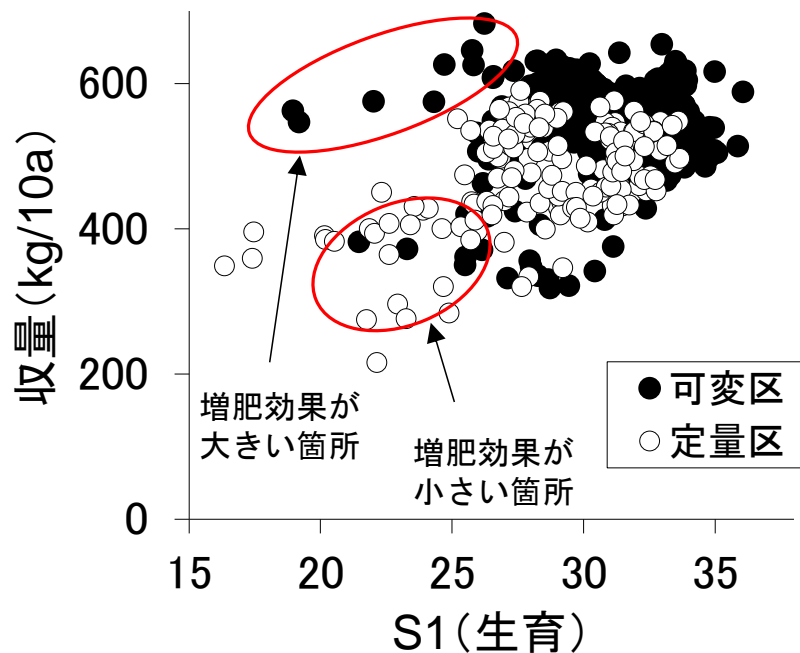 収量(kg/10a)
600
400
200
0
15
20
25
30
35
S1(生育)
増肥効果が
大きい箇所
増肥効果が
小さい箇所
可変区
定量区